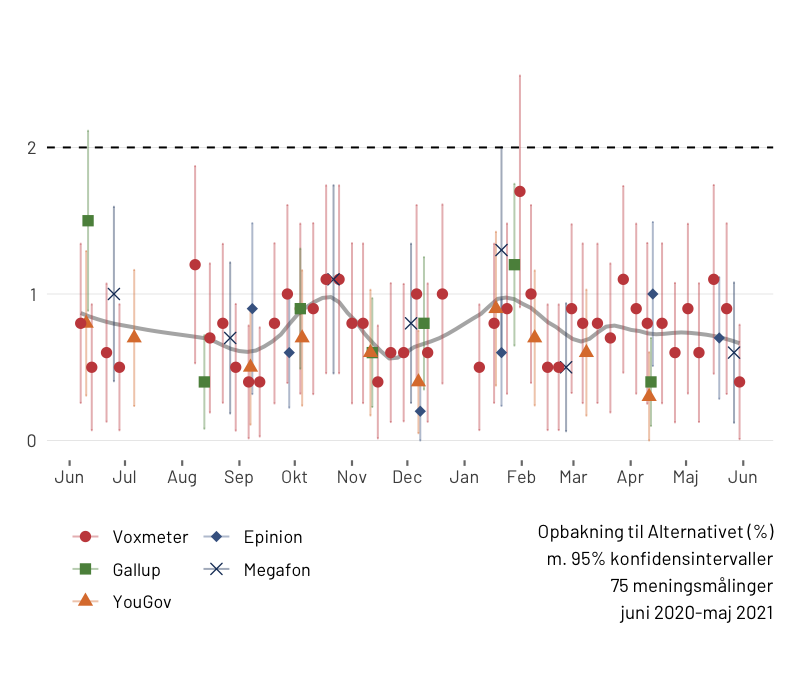 2
1
0
Jun Jul Aug Sep Okt Nov Dec Jan Feb Mar Apr Maj Jun
Voxmeter Epinion
Gallup Megafon
YouGov
Opbakning til Alternativet (%)
m. 95% konfidensintervaller
75 meningsmålinger
juni 2020-maj 2021